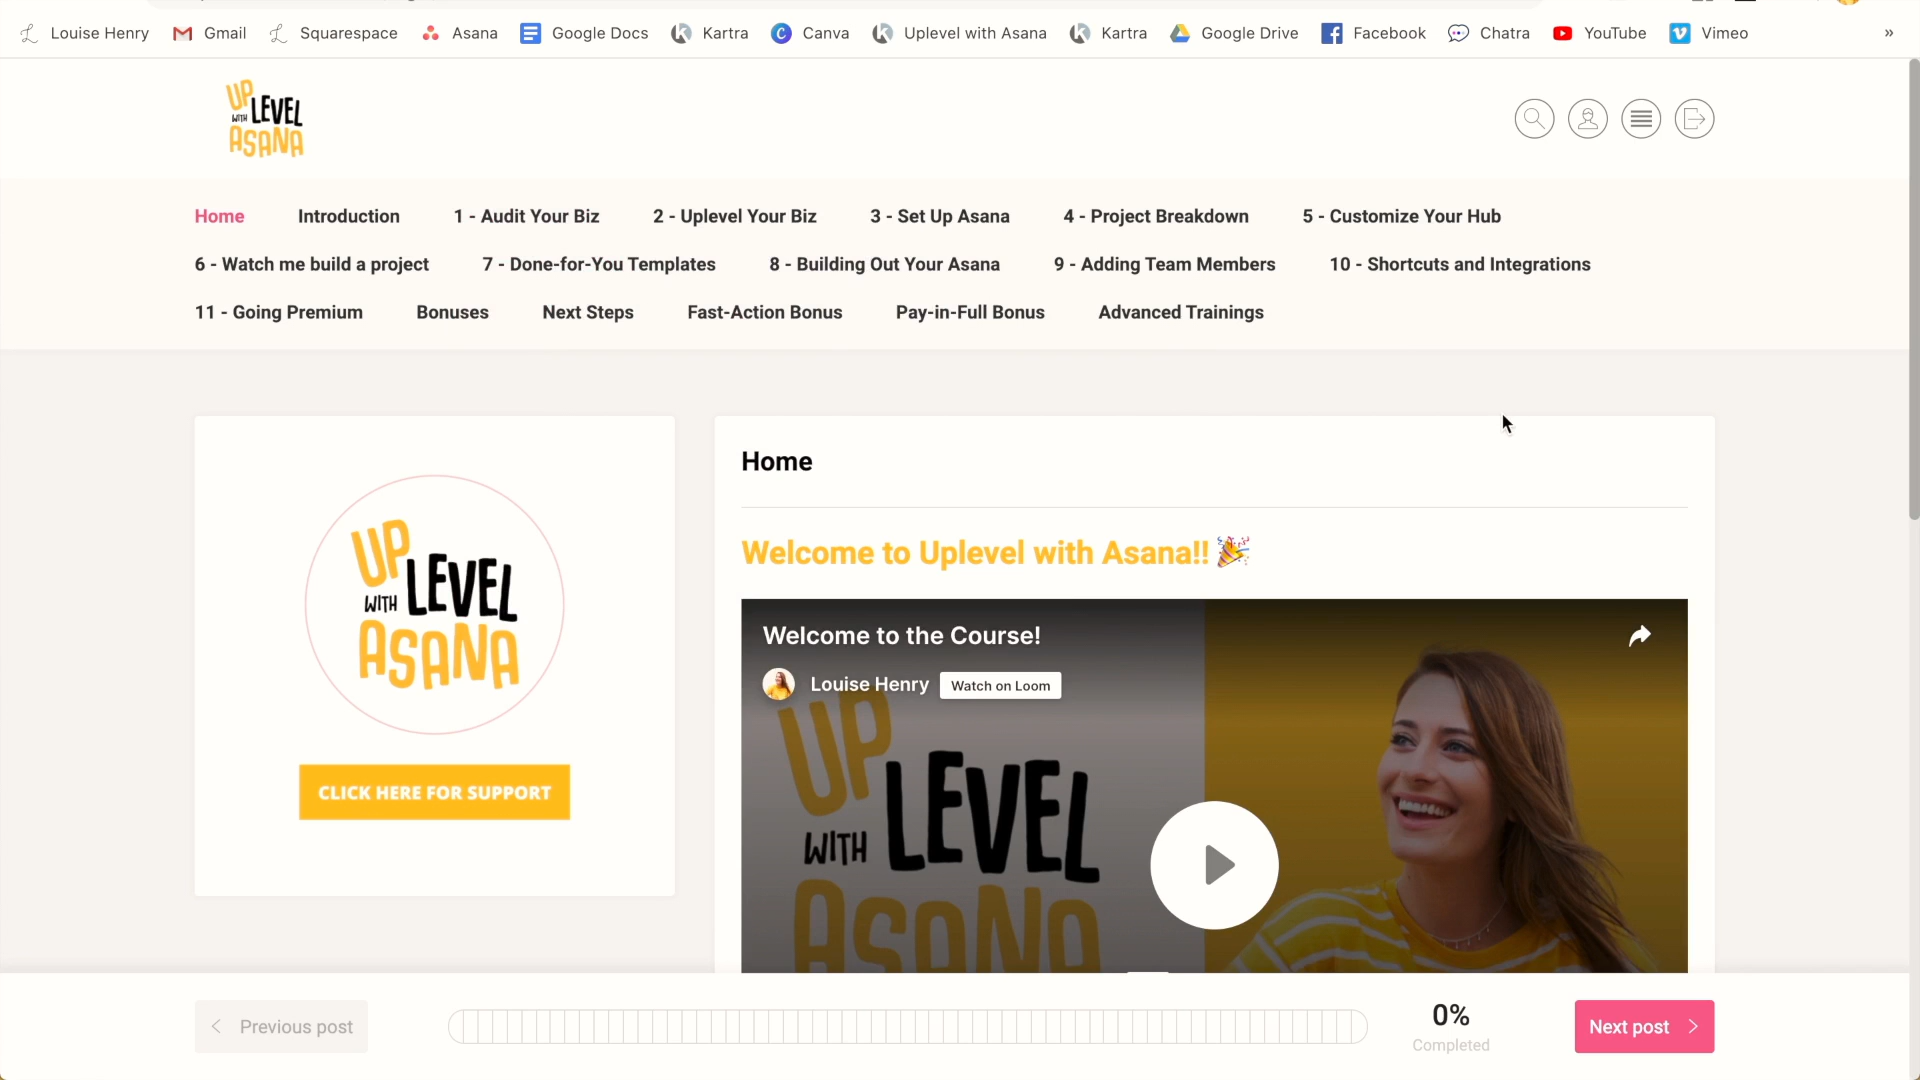 Louise Henry Gmail Squarespace Asana Google Docs Kartra Canva Uplevel with Asana Kartra Google Drive Facebook Chatra YouTube Vimeo »
UP
LEVEL
WITH
ASANA
Home Introduction 1 - Audit Your Biz 2 - Uplevel Your Biz 3 - Set Up Asana 4 - Project Breakdown 5 - Customize Your Hub
6 - Watch me build a project 7 - Done-for-You Templates 8 - Building Out Your Asana 9 - Adding Team Members 10 - Shortcuts and Integrations
11 - Going Premium Bonuses Next Steps Fast-Action Bonus Pay-in-Full Bonus Advanced Trainings
UP
LEVEL
WITH
ASANA
CLICK HERE FOR SUPPORT
Home
Welcome to Uplevel with Asana!! 🎉
Welcome to the Course!
Louise Henry Watch on Loom
UP
LEVEL
WITH
ASANA
Previous post
0%
Completed
Next post